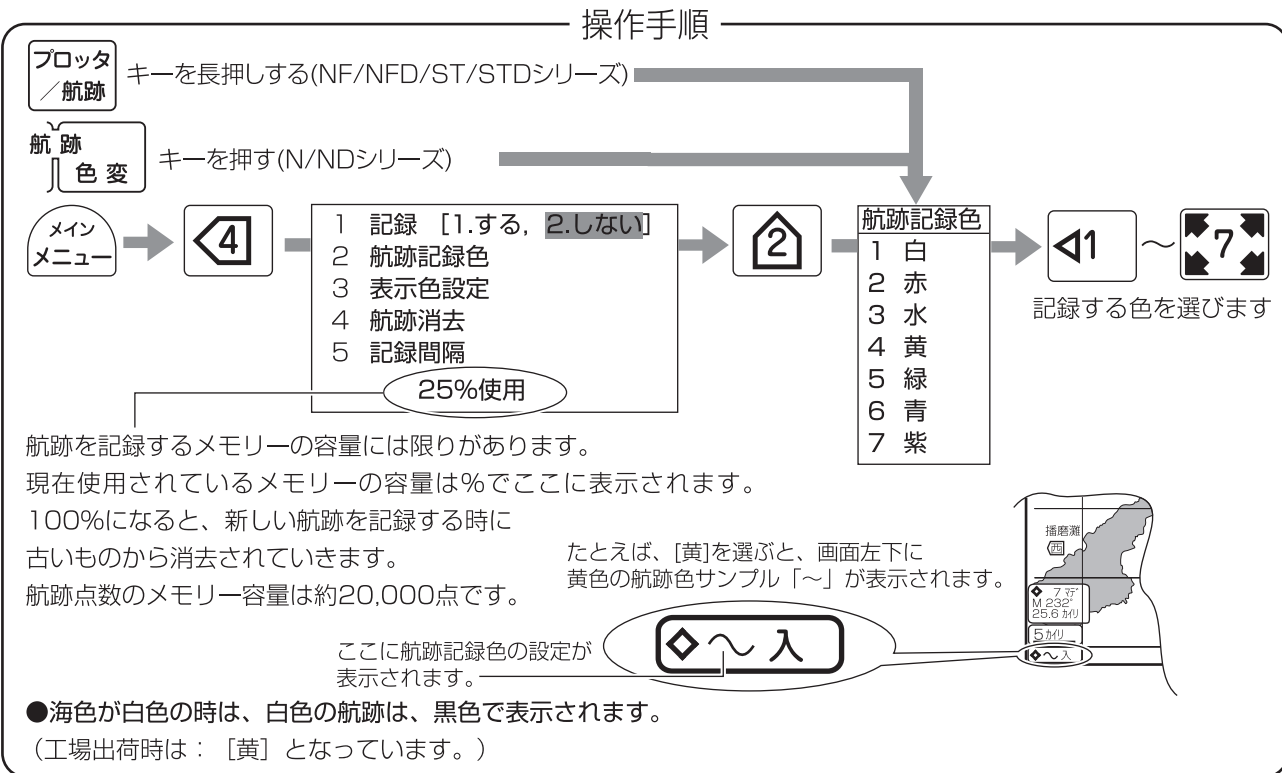 操作手順
プロッタ
／航跡
キーを長押しする(NF/NFD/ST/STDシリーズ)
航跡
色変
キーを押す(N/NDシリーズ)
メイン
メニュー
4
1 記録 [1.する, 2.しない]
2 航跡記録色
3 表示色設定
4 航跡消去
5 記録間隔
25%使用
2
航跡記録色
1 白
2 赤
3 水
4 黄
5 緑
6 青
7 紫
1 ～ 7
記録する色を選びます
航跡を記録するメモリーの容量には限りがあります。
現在使用されているメモリーの容量は%でここに表示されます。
100%になると、新しい航跡を記録する時に
古いものから消去されていきます。
航跡点数のメモリー容量は約20,000点です。
たとえば、[黄]を選ぶと、画面左下に
黄色の航跡色サンプル「～」が表示されます。
播磨灘
西
◇ 7 ﾏﾃﾞ
M 232°
25.6 ｶｲﾘ
5 ｶｲﾘ
◇～入
ここに航跡記録色の設定が
表示されます。
◇～入
●海色が白色の時は、白色の航跡は、黒色で表示されます。
（工場出荷時は：［黄］となっています。）